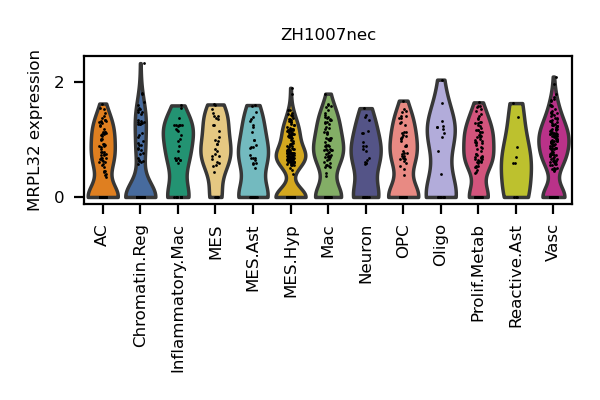 ZH1007nec
MRPL32 expression
2
0
AC
Chromatin.Reg
Inflammatory.Mac
MES
MES.Ast
MES.Hyp
Mac
Neuron
OPC
Oligo
Prolif.Metab
Reactive.Ast
Vasc